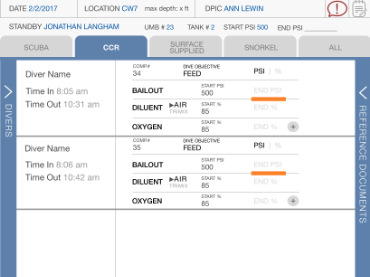 DATE 2/2/2017 LOCATION CW7 max depth: x ft DPIC ANN LEWIN
STANDBY JONATHAN LANGHAM UMB # 23 TANK # 2 START PSI 500 END PSI
SCUBA CCR SURFACE SUPPLIED SNORKEL ALL
DIVERS
Diver Name
Time In 8:05 am
Time Out 10:31 am
COMP# DIVE OBJECTIVE PSI | %
34 FEED
BAILOUT START PSI 500 END PSI
DILUENT ▶AIR TRIMIX START % 85 END %
OXYGEN START % 85 END % +
Diver Name
Time In 8:06 am
Time Out 10:42 am
COMP# DIVE OBJECTIVE PSI | %
35 FEED
BAILOUT START PSI 500 END PSI
DILUENT ▶AIR TRIMIX START % 85 END %
OXYGEN START % 85 END % +
REFERENCE DOCUMENTS